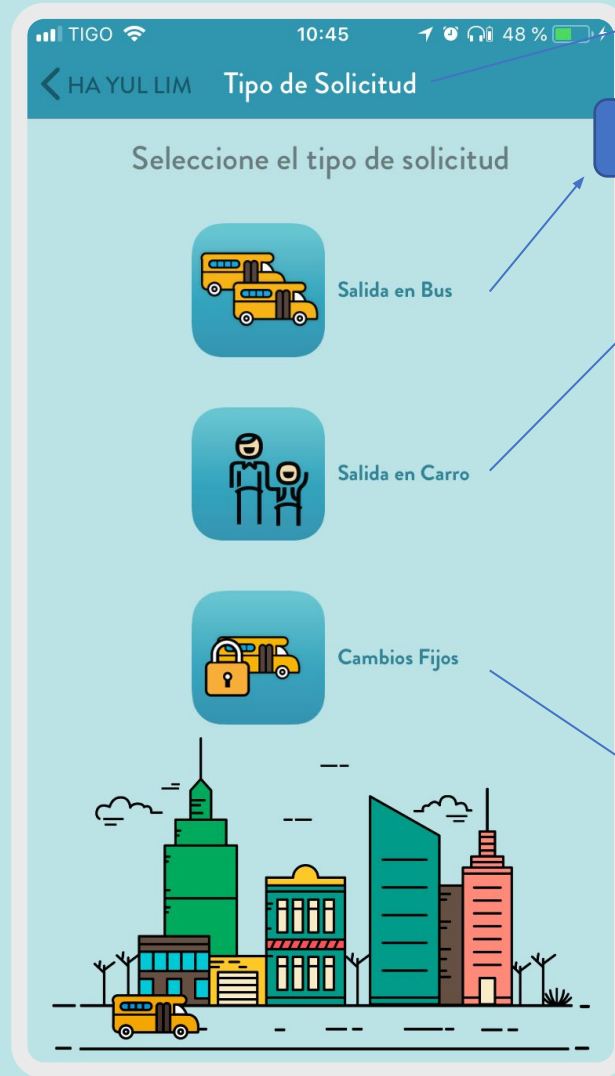 TIGO 10:45 48 %
HA YUL LIM Tipo de Solicitud
Seleccione el tipo de solicitud
Salida en Bus
Salida en Carro
Cambios Fijos